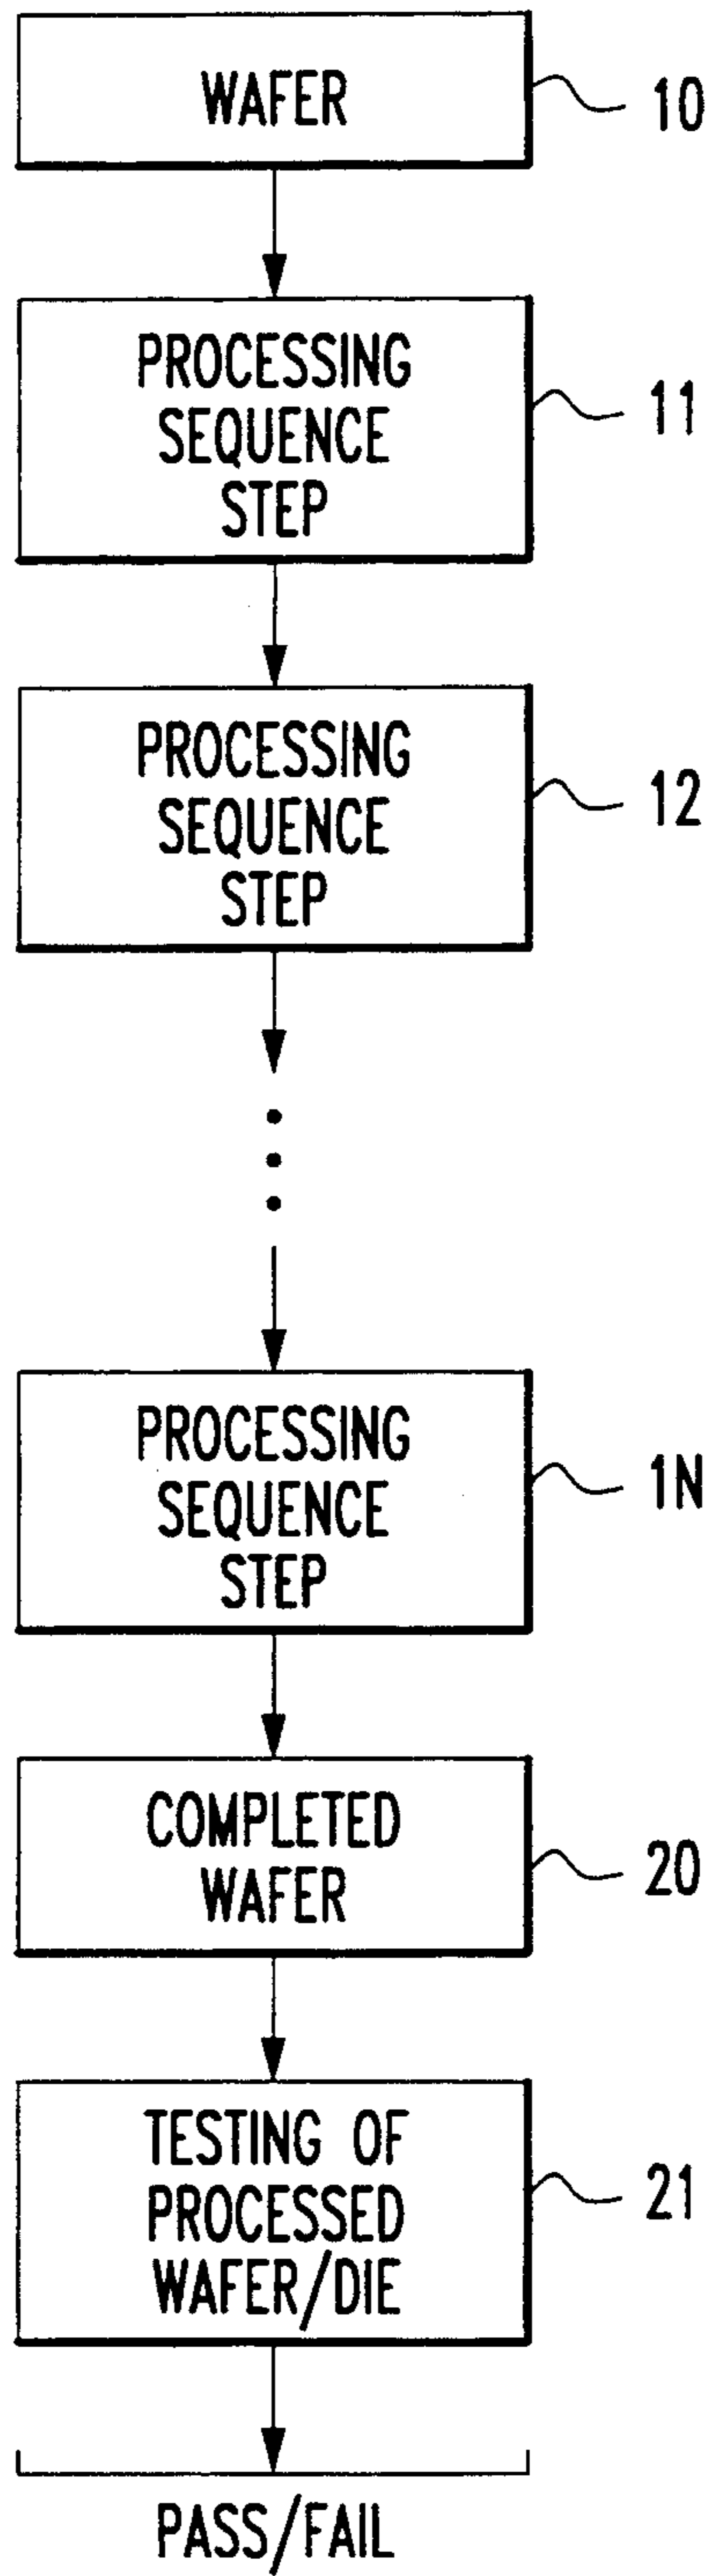 WAFER
10
PROCESSING
SEQUENCE
STEP
11
PROCESSING
SEQUENCE
STEP
12
PROCESSING
SEQUENCE
STEP
1N
COMPLETED
WAFER
20
TESTING OF
PROCESSED
WAFER/DIE
21
PASS/FAIL